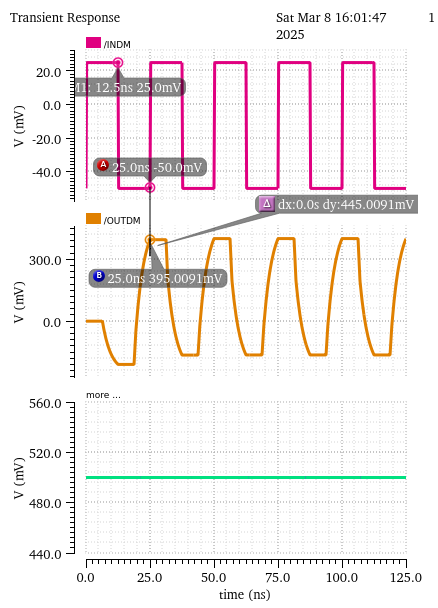 Transient Response
Sat Mar 8 16:01:47 2025
1
/INDM
20.0
0.0
-20.0
-40.0
V (mV)
M1: 12.5ns 25.0mV
A 25.0ns -50.0mV
Δ dx:0.0s dy:445.0091mV
/OUTDM
300.0
0.0
V (mV)
B 25.0ns 395.0091mV
more ...
560.0
520.0
480.0
440.0
V (mV)
0.0 25.0 50.0 75.0 100.0 125.0
time (ns)